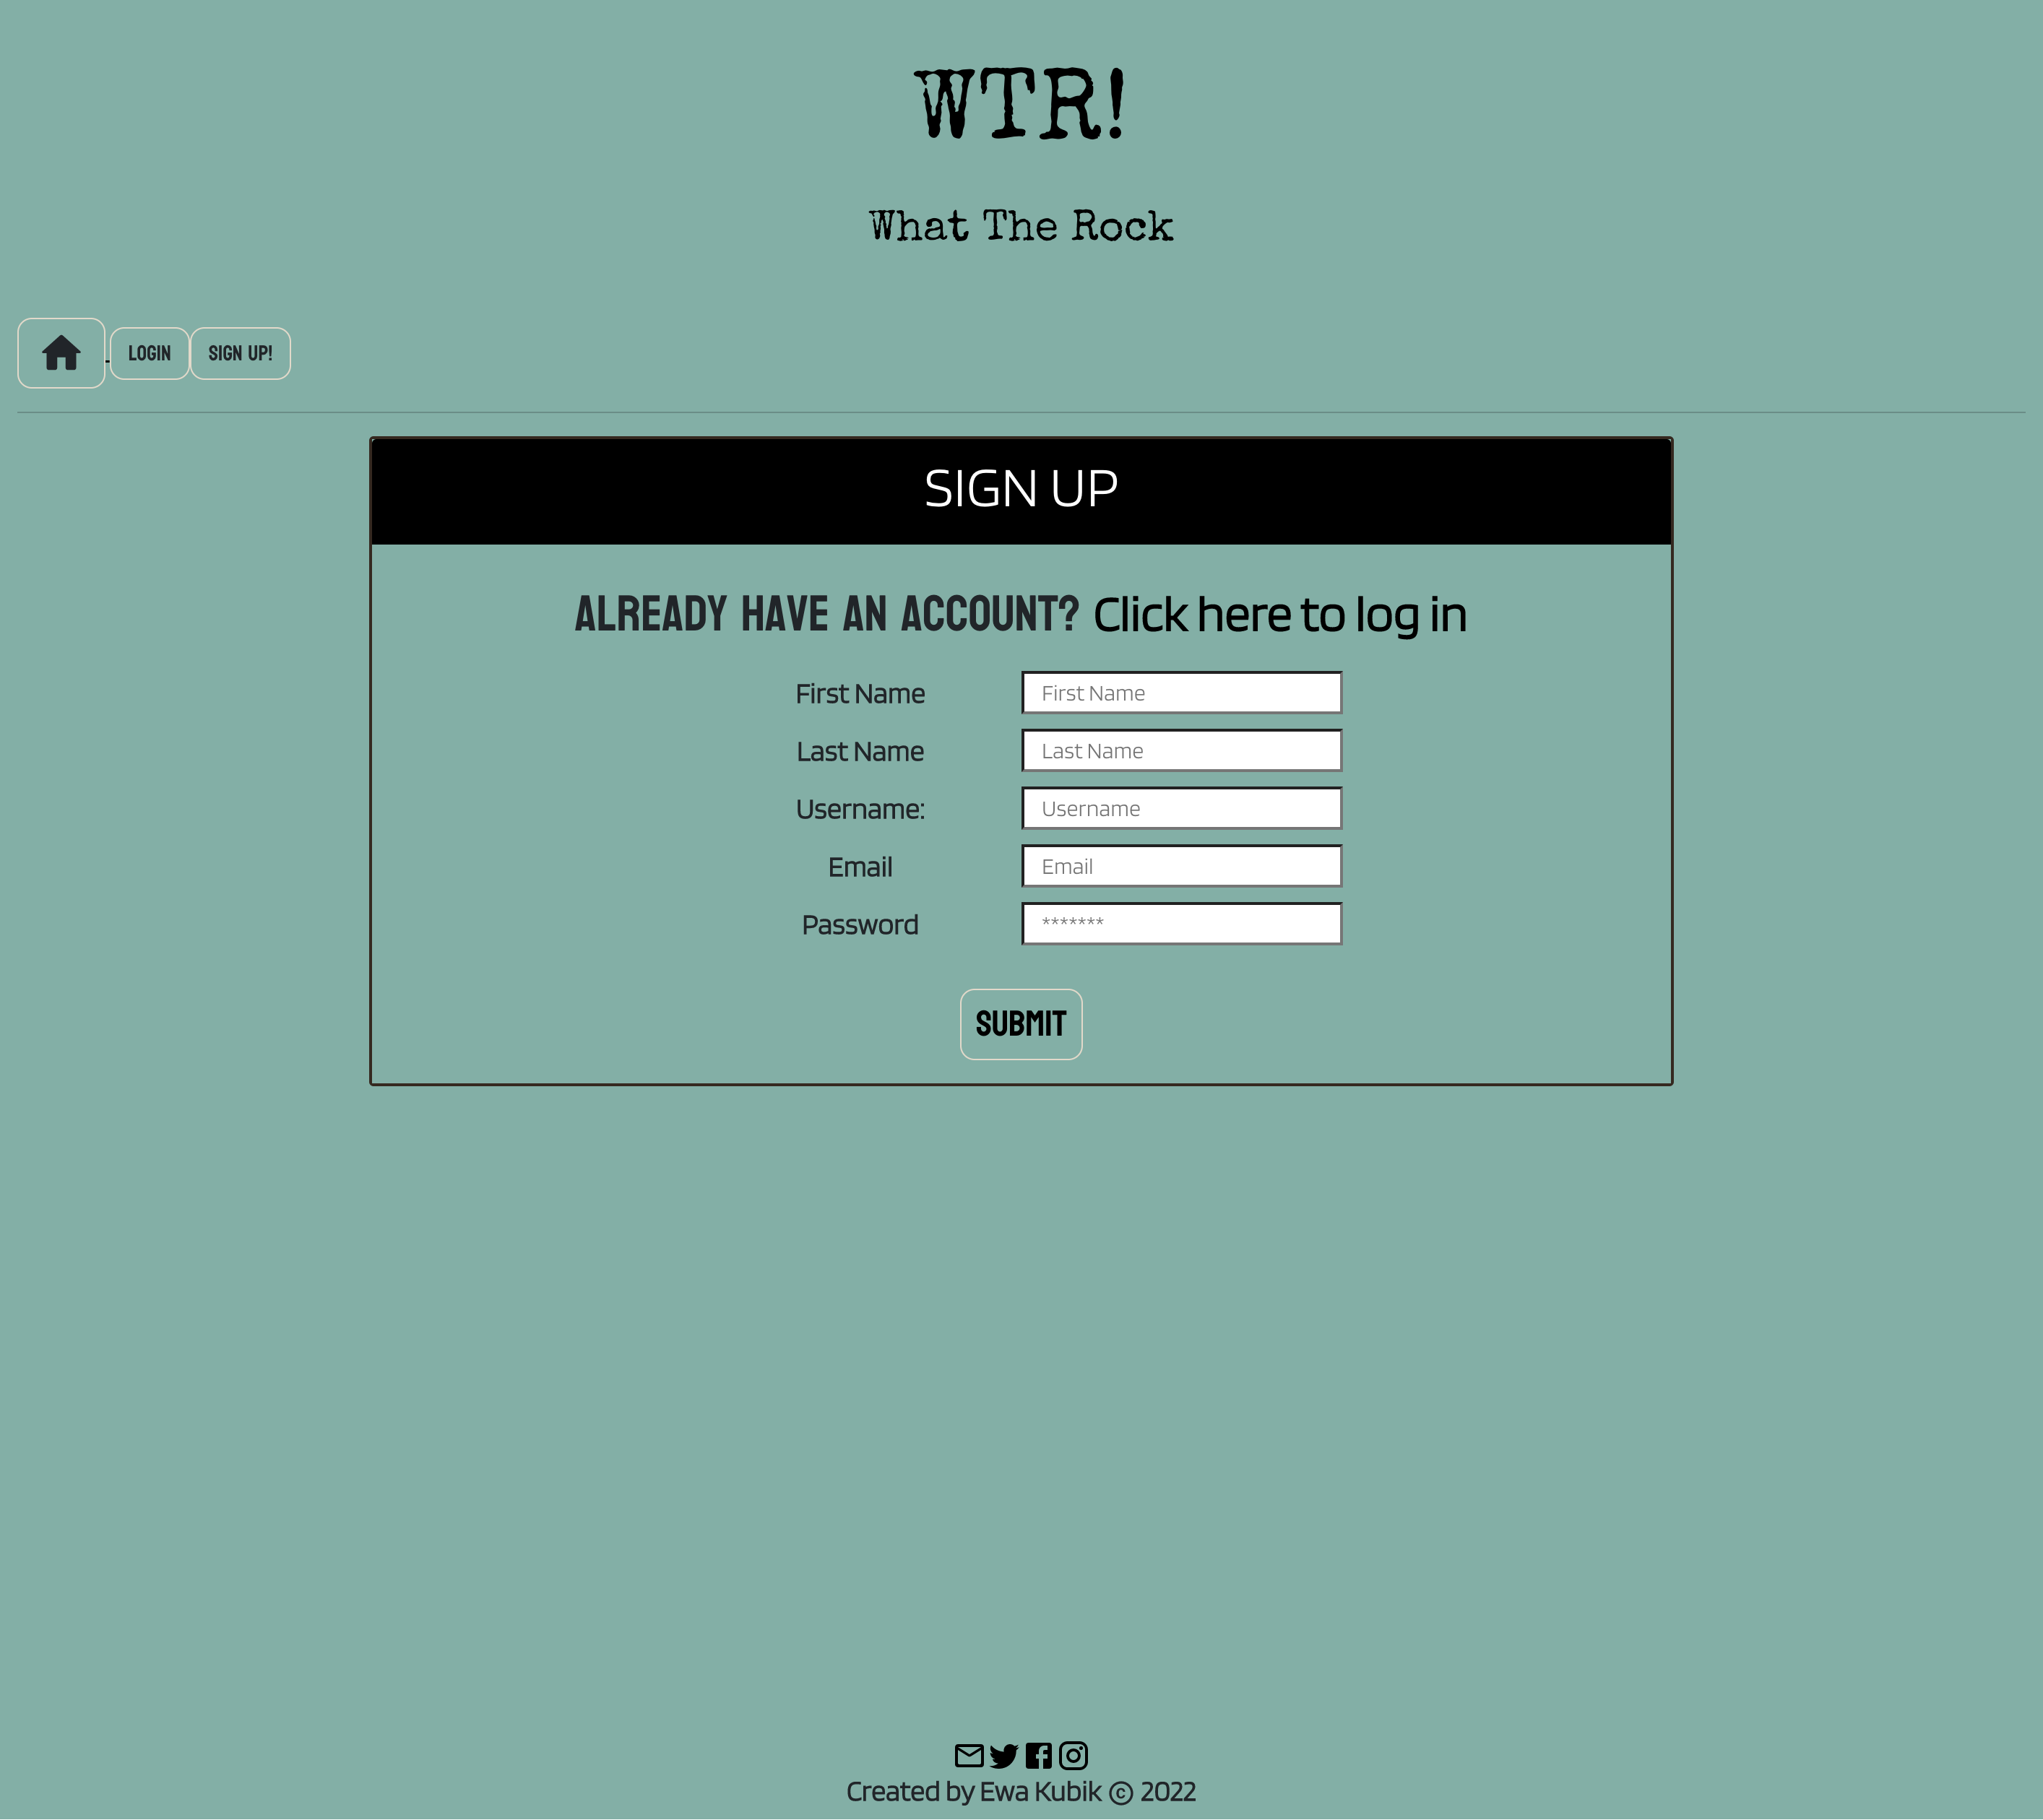 WTR!
What The Rock
LOGIN SIGN UP!
SIGN UP
ALREADY HAVE AN ACCOUNT? Click here to log in
First Name First Name
Last Name Last Name
Username: Username
Email Email
Password *******
SUBMIT
Created by Ewa Kubik © 2022